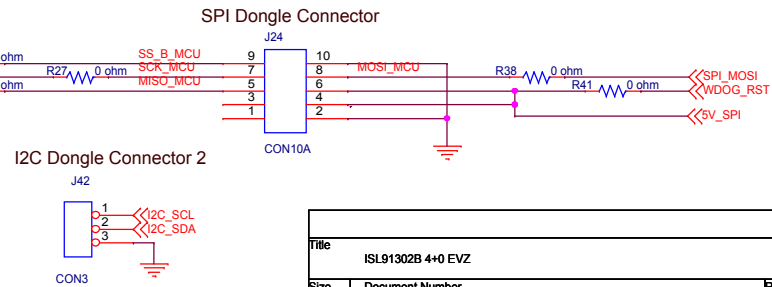 SPI Dongle Connector
J24
ohm
SS_B_MCU
9
10
R27
0 ohm
SCK_MCU
7
8
MOSI_MCU
R38
0 ohm
SPI_MOSI
ohm
MISO_MCU
5
6
R41
0 ohm
WDOG_RST
3
4
1
2
5V_SPI
CON10A
I2C Dongle Connector 2
J42
1
I2C_SCL
2
I2C_SDA
3
CON3
Title
ISL91302B 4+0 EVZ
Size
Document Number